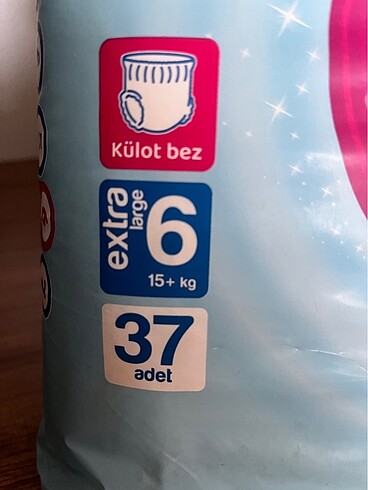 Külot bez
extra large 6
15+ kg
37
adet